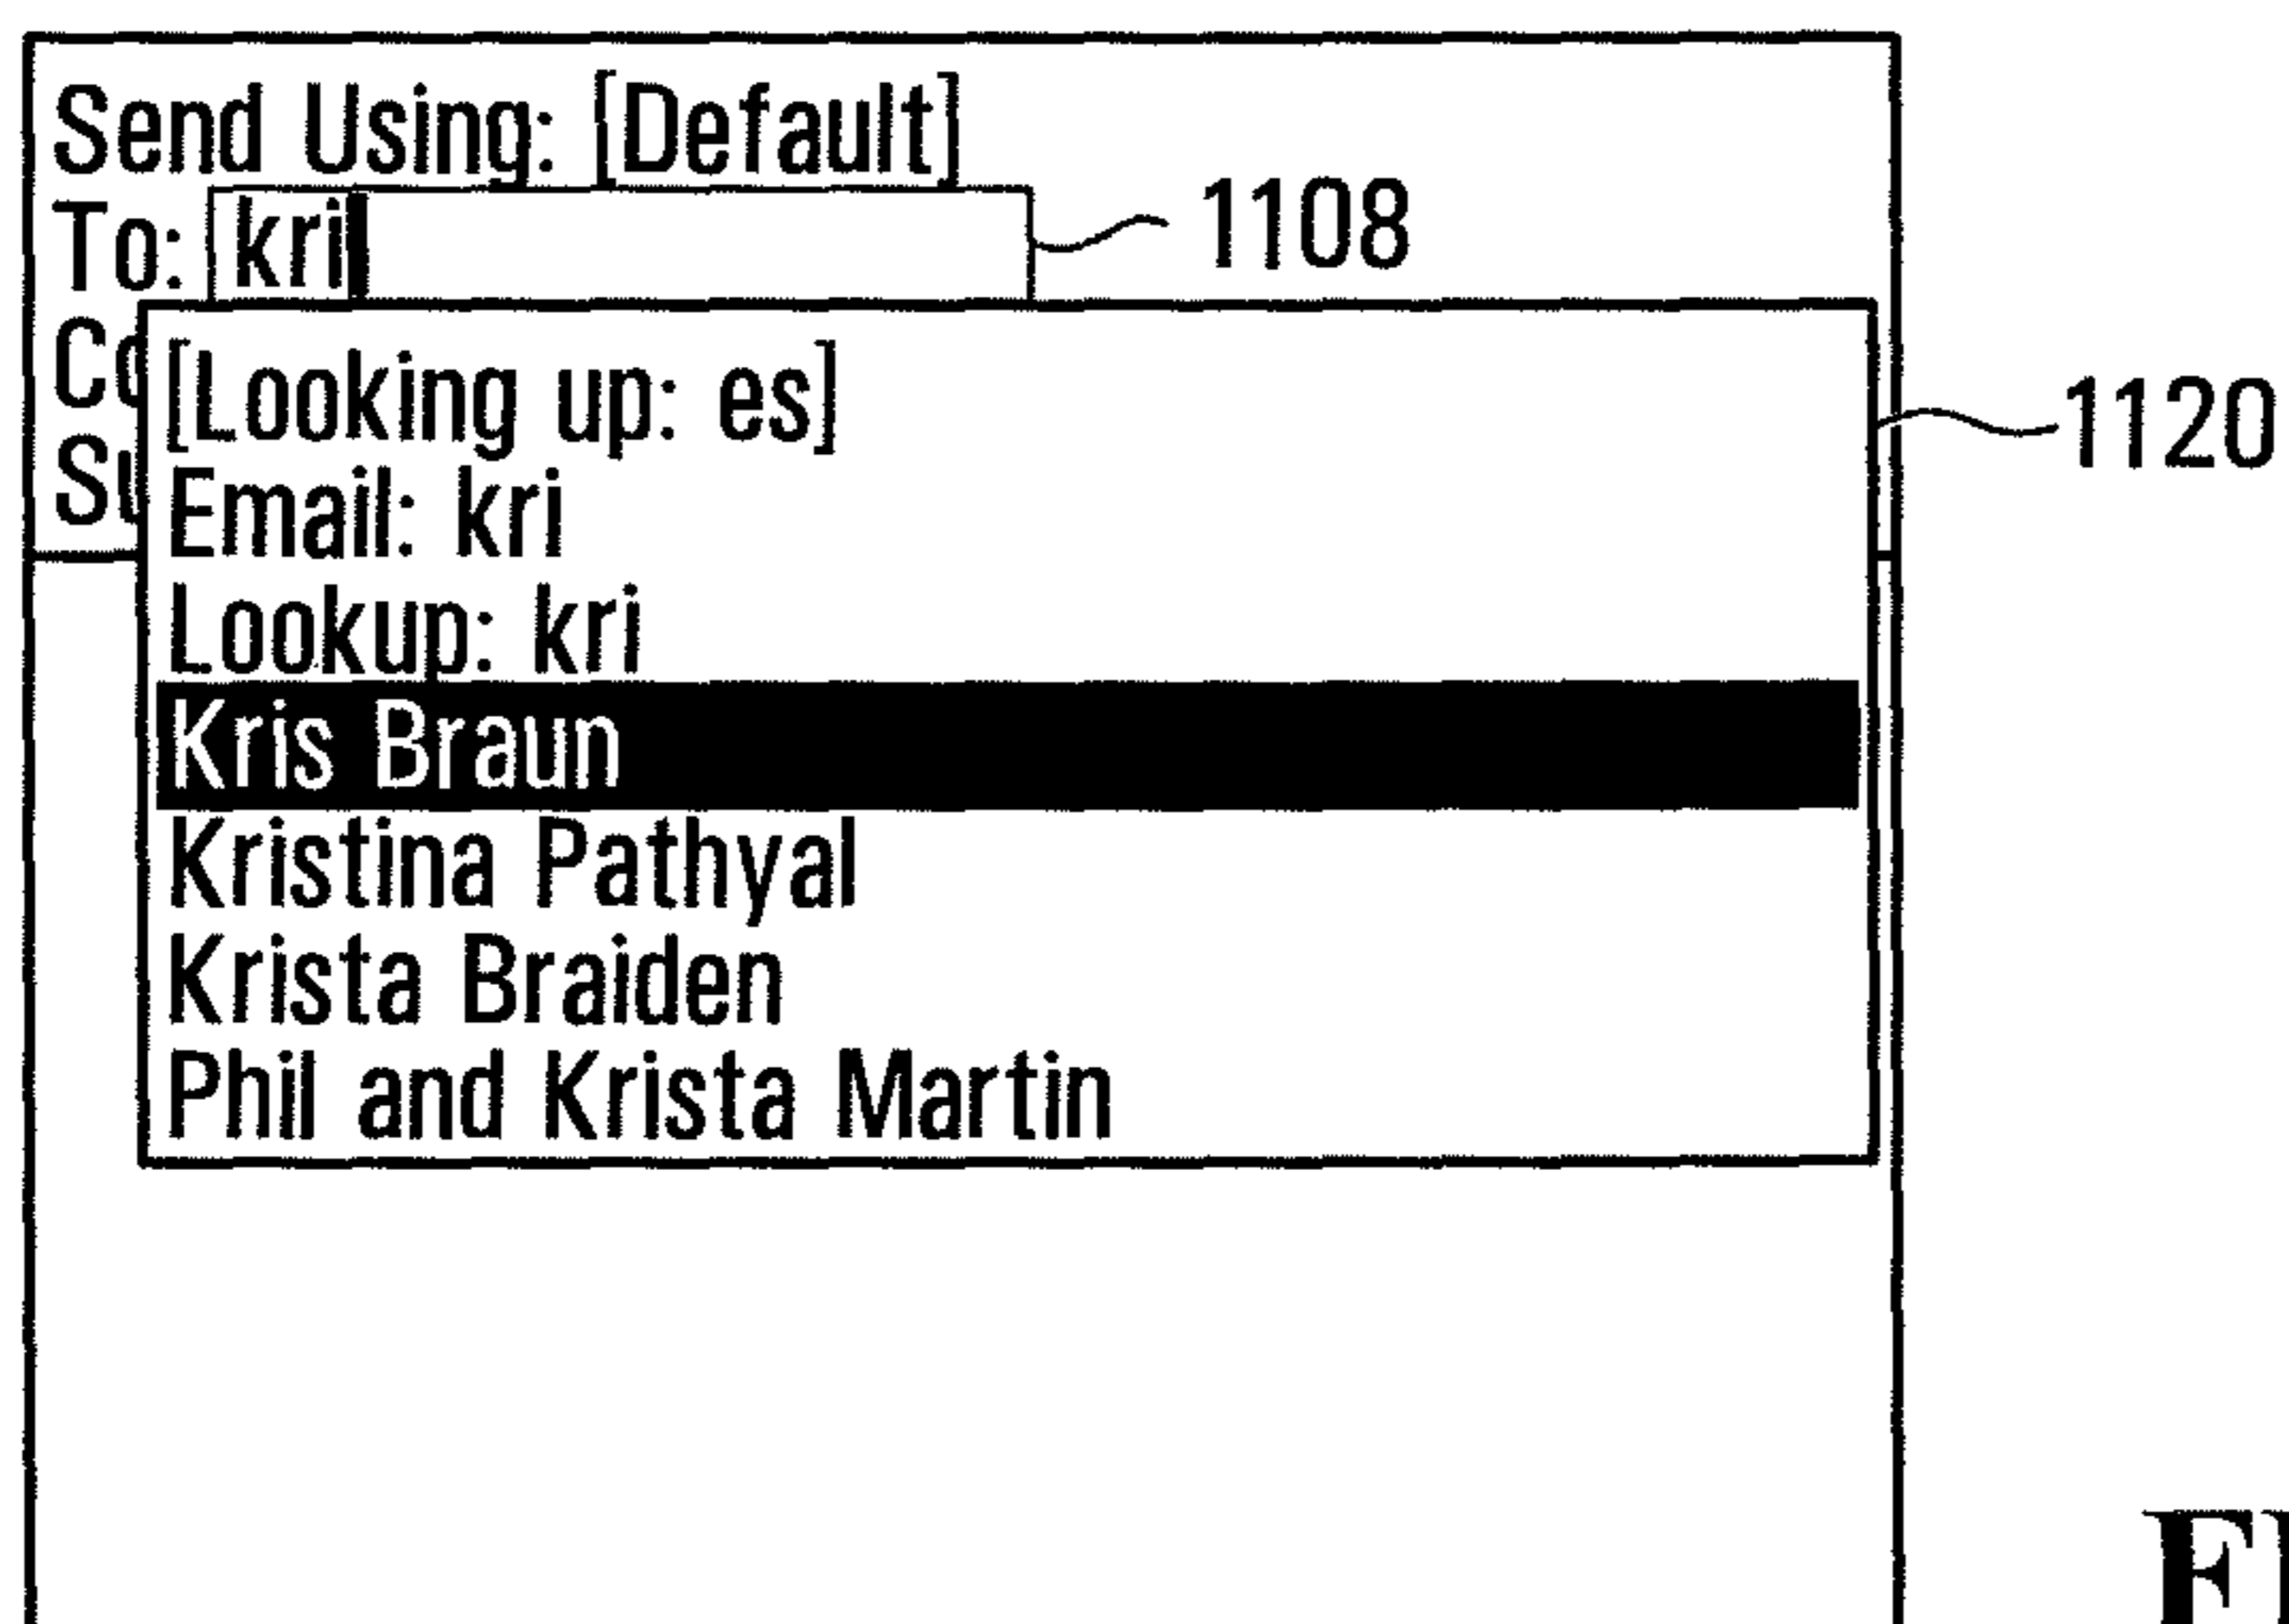 Send Using: [Default]
To: kri 1108
[Looking up: es] 1120
Email: kri
Lookup: kri
Kris Braun
Kristina Pathyal
Krista Braiden
Phil and Krista Martin